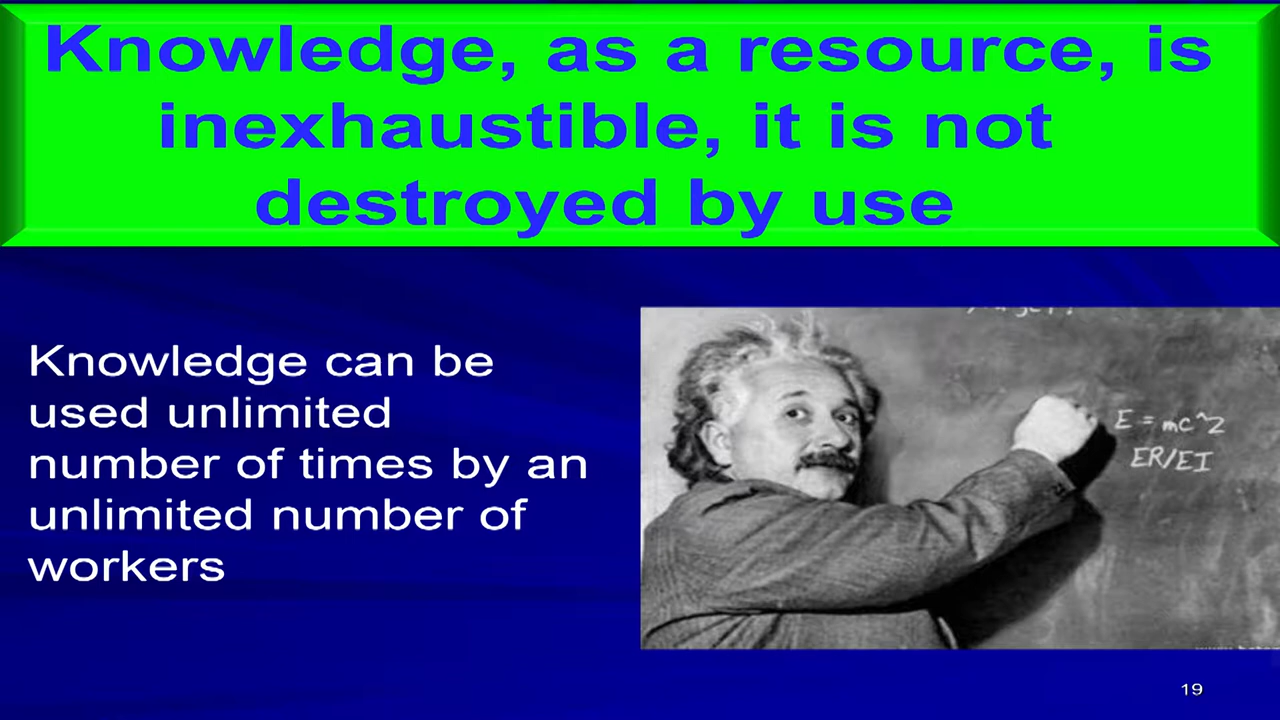 Knowledge, as a resource, is
inexhaustible, it is not
destroyed by use
Knowledge can be
used unlimited
number of times by an
unlimited number of
workers
E = mc^2
ER/EI
19